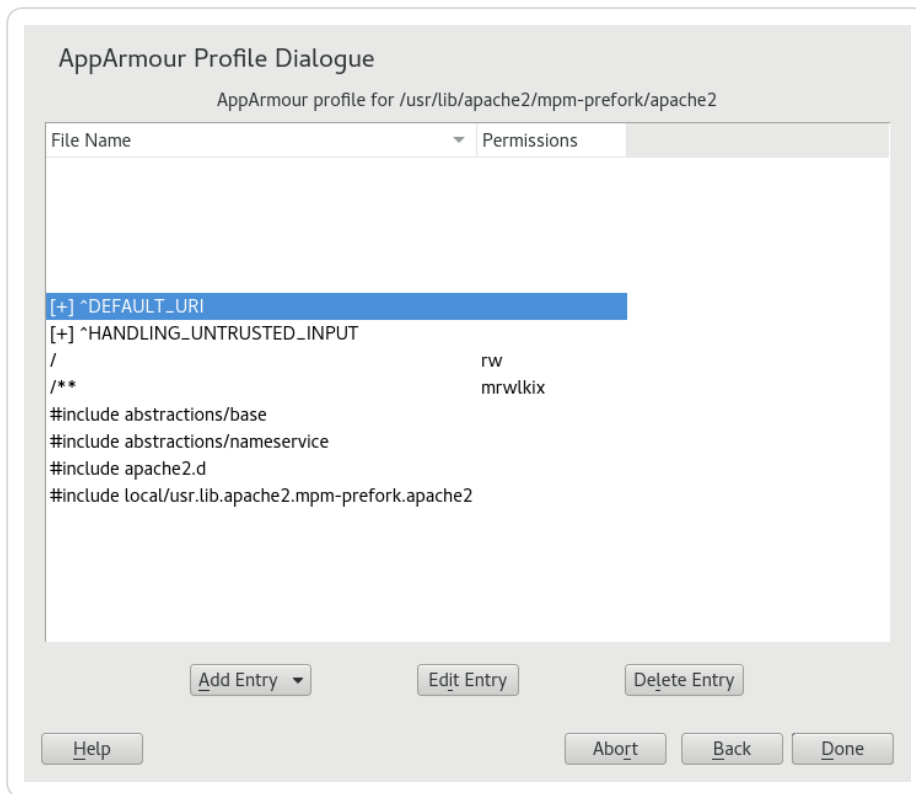 AppArmour Profile Dialogue
AppArmour profile for /usr/lib/apache2/mpm-prefork/apache2
File Name Permissions
[+] ^DEFAULT_URI
[+] ^HANDLING_UNTRUSTED_INPUT
/ rw
/** mrwlkix
#include abstractions/base
#include abstractions/nameservice
#include apache2.d
#include local/usr.lib.apache2.mpm-prefork.apache2
Add Entry Edit Entry Delete Entry
Help Abort Back Done